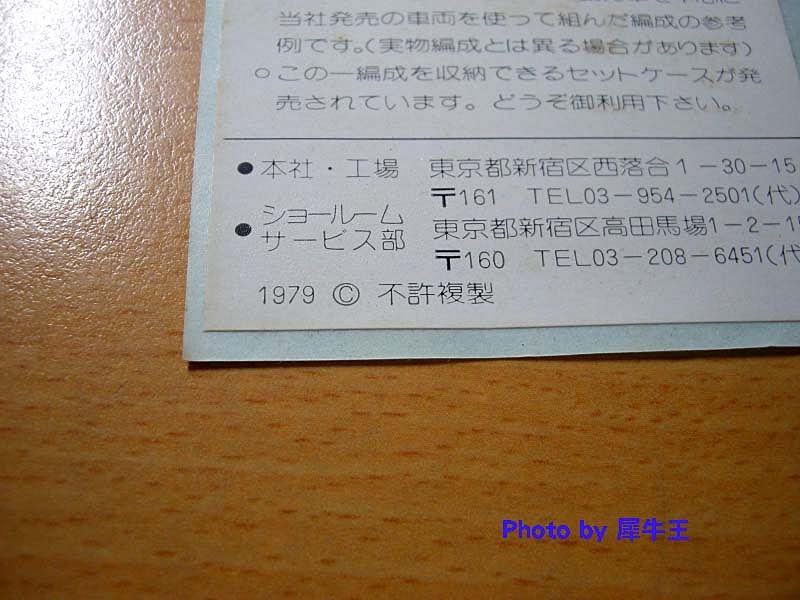 当社発売の車両を使って組んだ編成の参考
例です。(実物編成とは異る場合があります)
○この一編成を収納できるセットケースが発
売されています。どうぞ御利用下さい。
●本社・工場 東京都新宿区西落合1-30-15
〒161 TEL03-954-2501(代)
●ショールーム
サービス部 東京都新宿区高田馬場1-2-1
〒160 TEL03-208-6451(代
1979 © 不許複製
Photo by 犀牛王